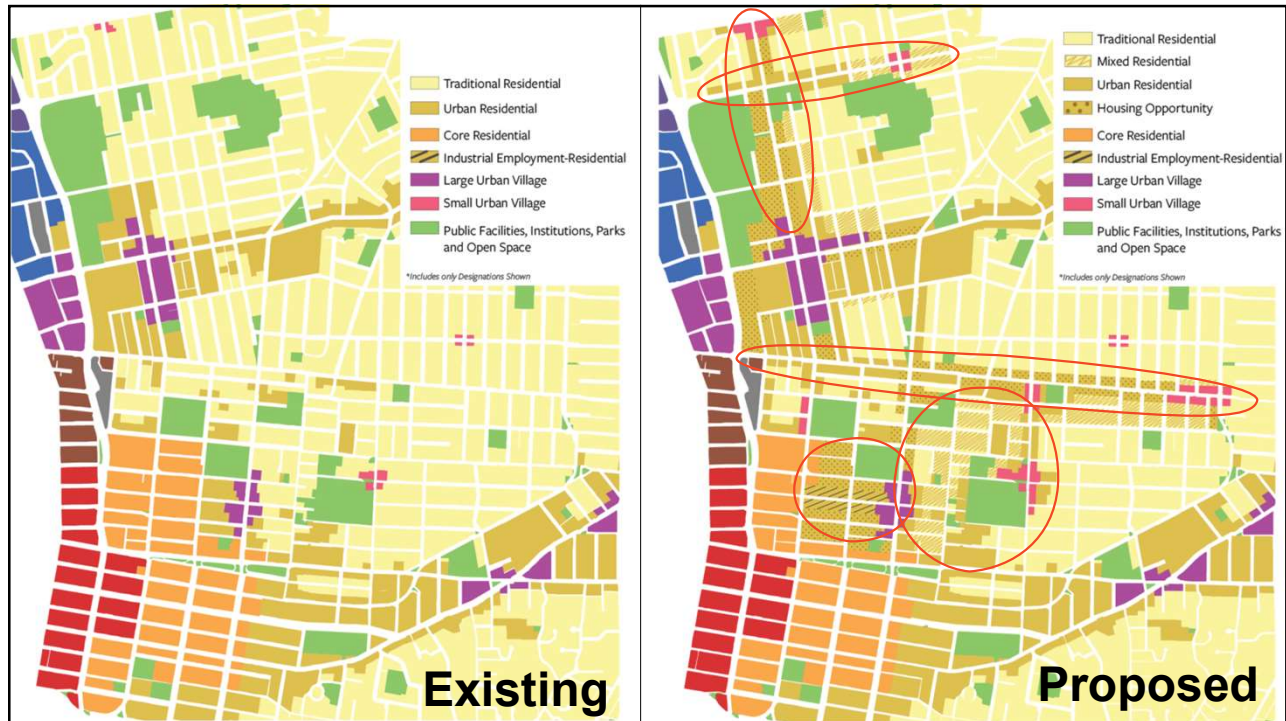 Traditional Residential
Urban Residential
Core Residential
Industrial Employment-Residential
Large Urban Village
Small Urban Village
Public Facilities, Institutions, Parks
and Open Space
*Includes only Designations Shown
Existing
Traditional Residential
Mixed Residential
Urban Residential
Housing Opportunity
Core Residential
Industrial Employment-Residential
Large Urban Village
Small Urban Village
Public Facilities, Institutions, Parks
and Open Space
*Includes only Designations Shown
Proposed